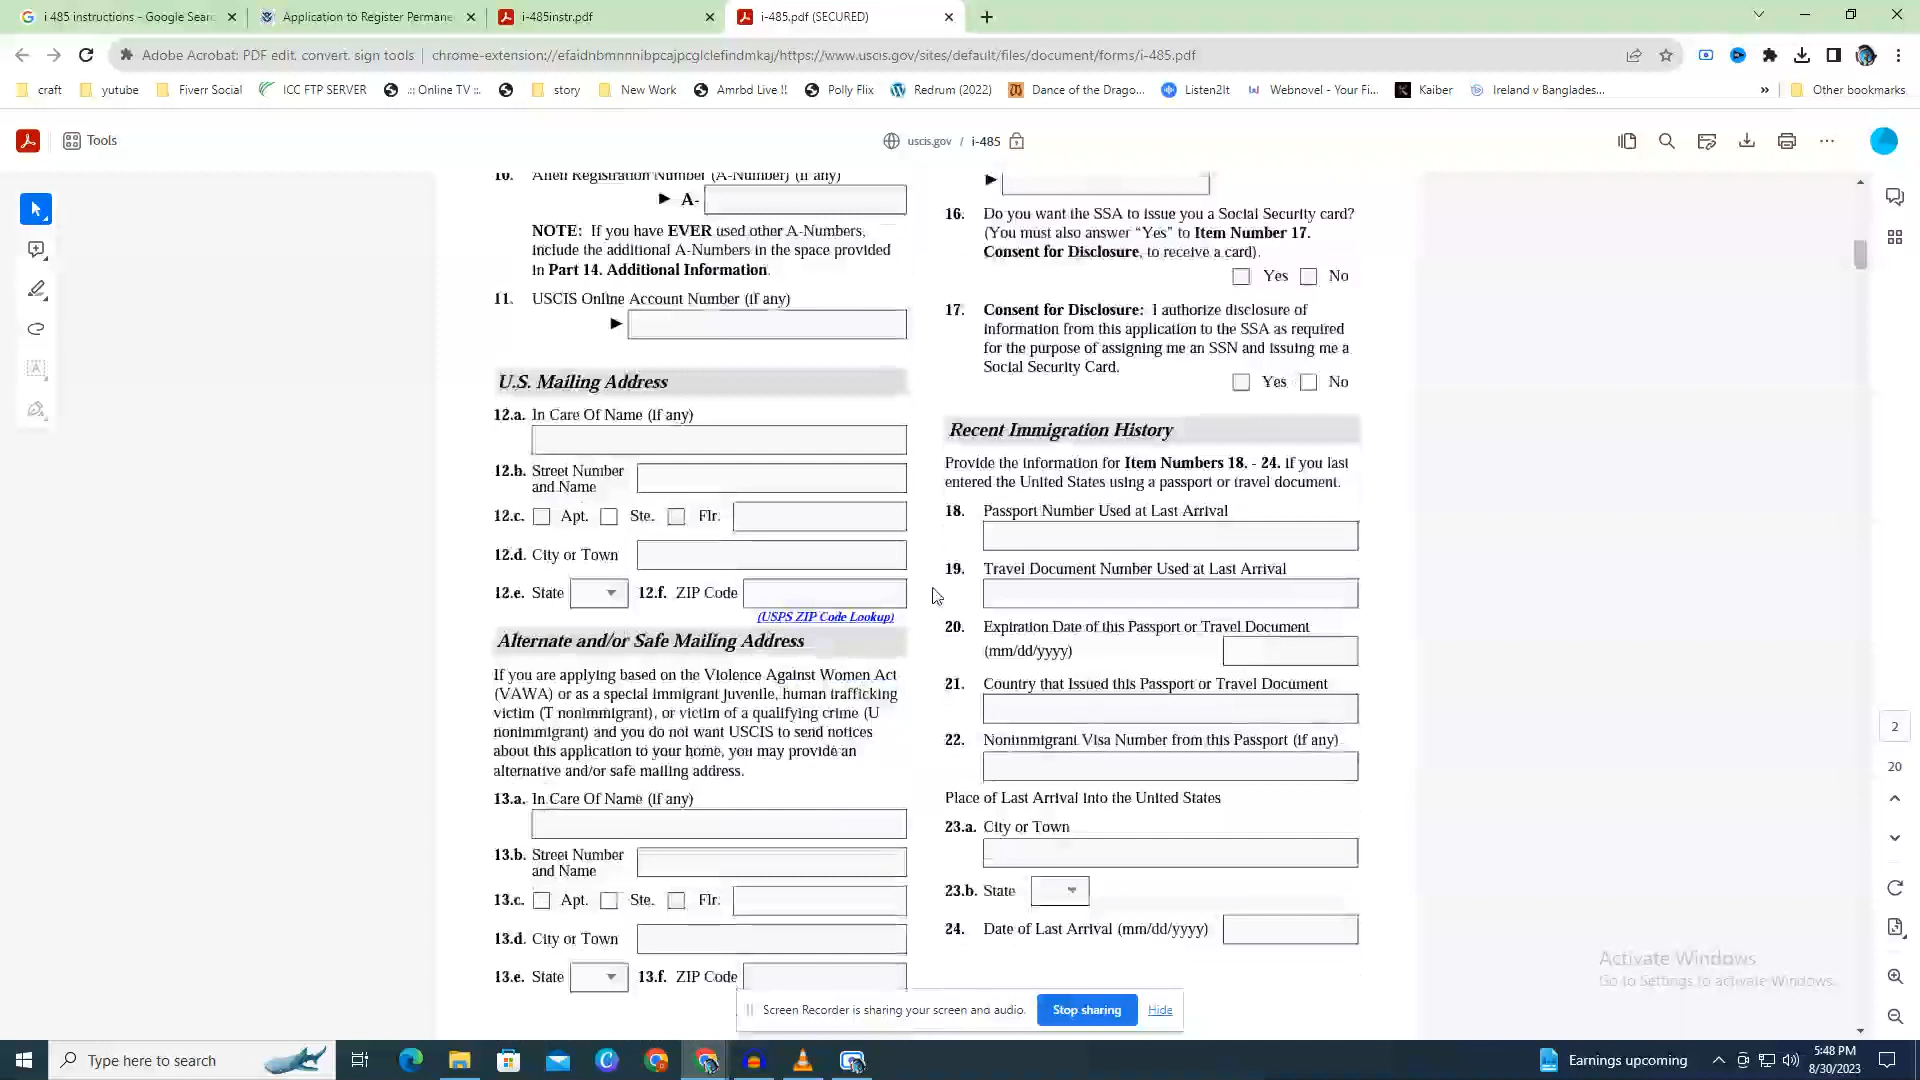 i 485 instructions - Google Sear
Application to Register Permane
i-485instr.pdf
i-485.pdf (SECURED)
Adobe Acrobat: PDF edit, convert, sign tools
chrome-extension://efaidnbmnnnibpcajpcglclefindmkaj/https://www.uscis.gov/sites/default/files/document/forms/i-485.pdf
craft
yutube
Fiverr Social
ICC FTP SERVER
.:: Online TV ::.
story
New Work
Amrbd Live !!
Polly Flix
Redrum (2022)
Dance of the Drago...
Listen2It
Webnovel - Your Fi...
Kaiber
Ireland v Banglades...
»
Other bookmarks
Tools
uscis.gov / i-485
10. Alien Registration Number (A-Number) (if any)
► A-
NOTE: If you have EVER used other A-Numbers,
include the additional A-Numbers in the space provided
in Part 14. Additional Information.
11. USCIS Online Account Number (if any)
►
U.S. Mailing Address
12.a. In Care Of Name (if any)
12.b. Street Number
and Name
12.c. Apt. Ste. Flr.
12.d. City or Town
12.e. State 12.f. ZIP Code
(USPS ZIP Code Lookup)
Alternate and/or Safe Mailing Address
If you are applying based on the Violence Against Women Act
(VAWA) or as a special immigrant juvenile, human trafficking
victim (T nonimmigrant), or victim of a qualifying crime (U
nonimmigrant) and you do not want USCIS to send notices
about this application to your home, you may provide an
alternative and/or safe mailing address.
13.a. In Care Of Name (if any)
13.b. Street Number
and Name
13.c. Apt. Ste. Flr.
13.d. City or Town
13.e. State 13.f. ZIP Code
►
16. Do you want the SSA to issue you a Social Security card?
(You must also answer “Yes” to Item Number 17.
Consent for Disclosure, to receive a card).
Yes No
17. Consent for Disclosure: I authorize disclosure of
information from this application to the SSA as required
for the purpose of assigning me an SSN and issuing me a
Social Security Card.
Yes No
Recent Immigration History
Provide the information for Item Numbers 18. - 24. if you last
entered the United States using a passport or travel document.
18. Passport Number Used at Last Arrival
19. Travel Document Number Used at Last Arrival
20. Expiration Date of this Passport or Travel Document
(mm/dd/yyyy)
21. Country that Issued this Passport or Travel Document
22. Nonimmigrant Visa Number from this Passport (if any)
Place of Last Arrival into the United States
23.a. City or Town
23.b. State
24. Date of Last Arrival (mm/dd/yyyy)
2
20
Activate Windows
Go to Settings to activate Windows.
Screen Recorder is sharing your screen and audio.
Stop sharing
Hide
Type here to search
Earnings upcoming
5:48 PM
8/30/2023